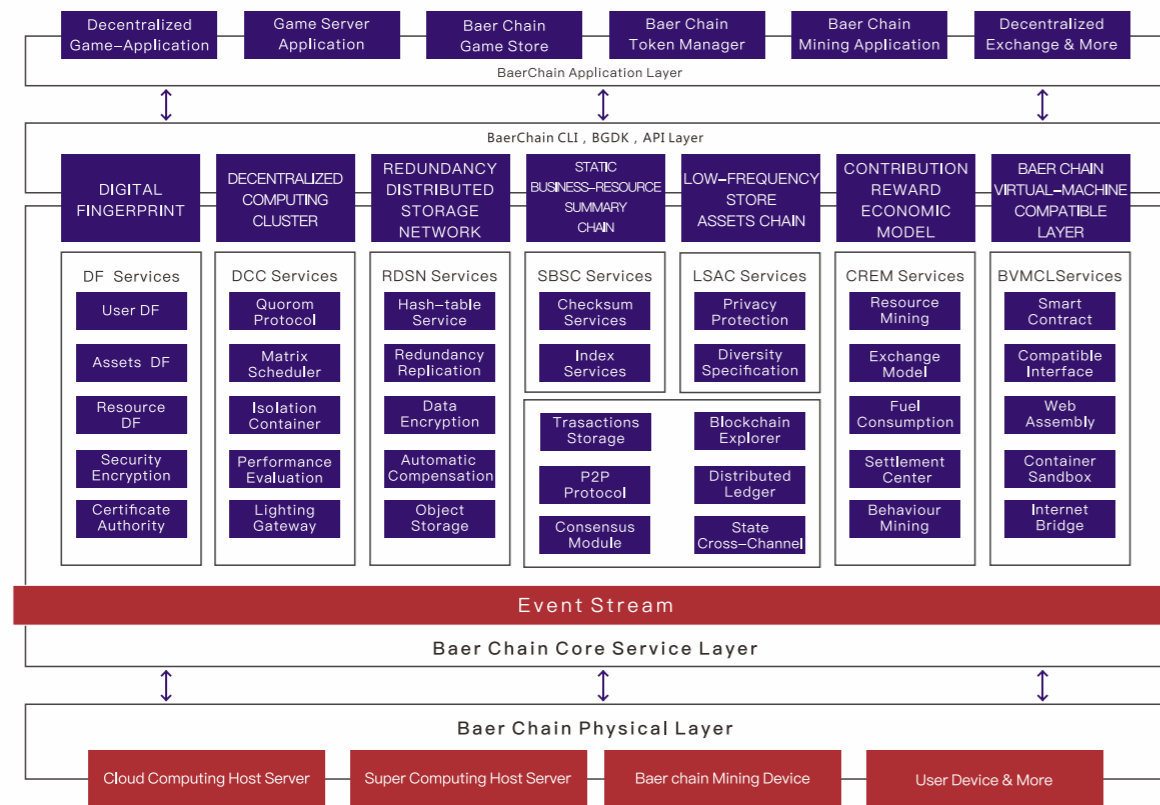 Decentralized
Game–Application
Game Server
Application
Baer Chain
Game Store
Baer Chain
Token Manager
Baer Chain
Mining Application
Decentralized
Exchange & More
BaerChain Application Layer
BaerChain CLI , BGDK , API Layer
DIGITAL
FINGERPRINT
DECENTRALIZED
COMPUTING
CLUSTER
REDUNDANCY
DISTRIBUTED
STORAGE
NETWORK
STATIC
BUSINESS–RESOURCE
SUMMARY
CHAIN
LOW–FREQUENCY
STORE
ASSETS CHAIN
CONTRIBUTION
REWARD
ECONOMIC
MODEL
BAER CHAIN
VIRTUAL–MACHINE
COMPATIBLE
LAYER
DF Services
User DF
Assets DF
Resource
DF
Security
Encryption
Certificate
Authority
DCC Services
Quorom
Protocol
Matrix
Scheduler
Isolation
Container
Performance
Evaluation
Lighting
Gateway
RDSN Services
Hash–table
Service
Redundancy
Replication
Data
Encryption
Automatic
Compensation
Object
Storage
SBSC Services
Checksum
Services
Index
Services
LSAC Services
Privacy
Protection
Diversity
Specification
Trasactions
Storage
Blockchain
Explorer
P2P
Protocol
Distributed
Ledger
Consensus
Module
State
Cross–Channel
CREM Services
Resource
Mining
Exchange
Model
Fuel
Consumption
Settlement
Center
Behaviour
Mining
BVMCLServices
Smart
Contract
Compatible
Interface
Web
Assembly
Container
Sandbox
Internet
Bridge
Event Stream
Baer Chain Core Service Layer
Baer Chain Physical Layer
Cloud Computing Host Server
Super Computing Host Server
Baer chain Mining Device
User Device & More